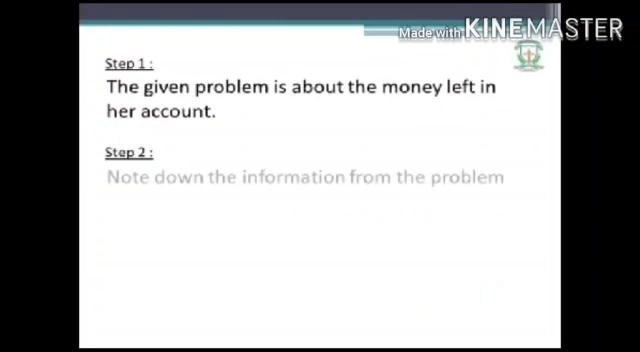 Made with KINEMASTER
Step 1 :
The given problem is about the money left in
her account.
Step 2 :
Note down the information from the problem